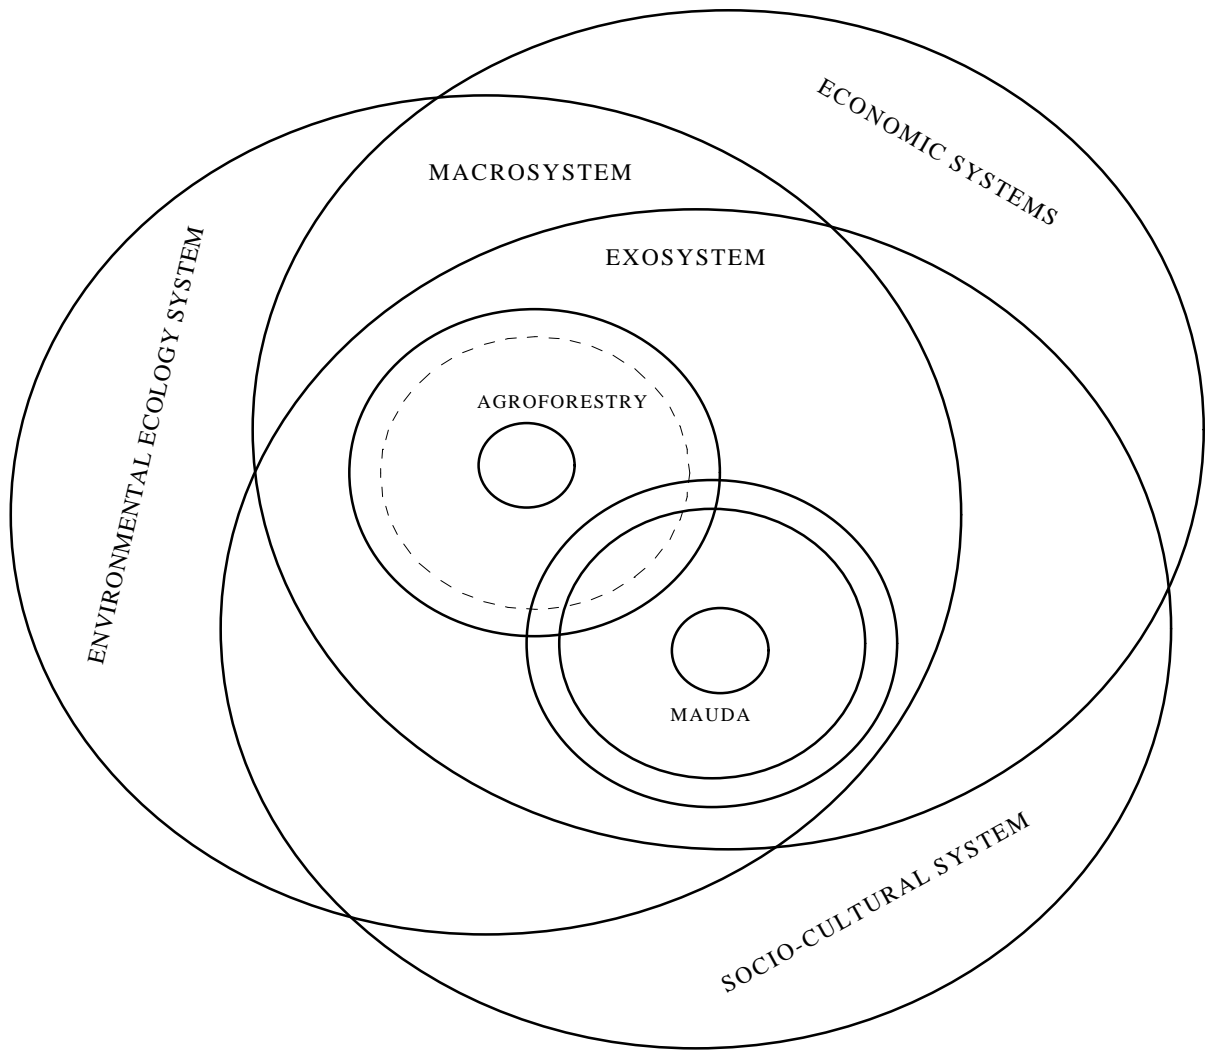 ECONOMIC SYSTEMS
MACROSYSTEM
EXOSYSTEM
ENVIRONMENTAL ECOLOGY SYSTEM
AGROFORESTRY
MAUDA
SOCIO-CULTURAL SYSTEM